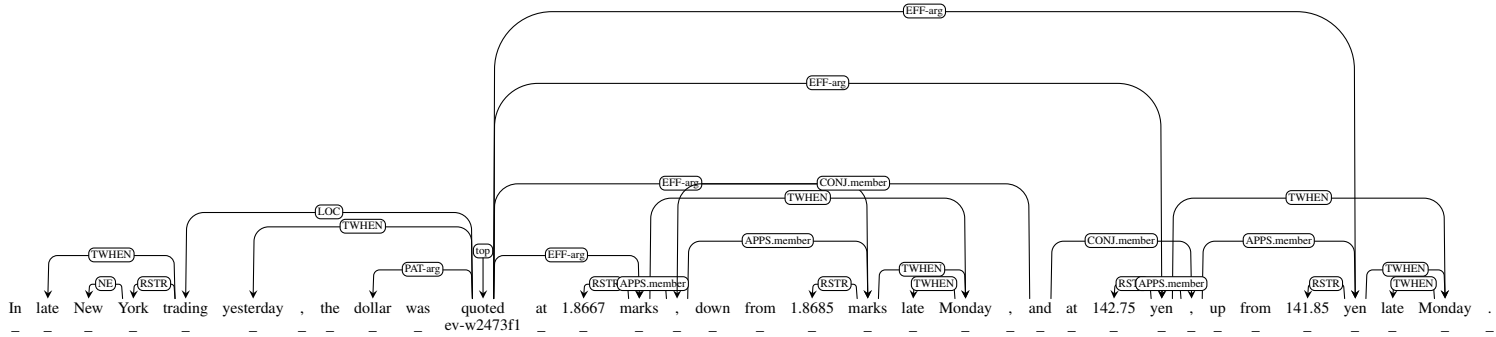 EFF-arg
EFF-arg
EFF-arg CONJ.member
TWHEN TWHEN
LOC
TWHEN
top APPS.member CONJ.member APPS.member
TWHEN EFF-arg
PAT-arg TWHEN TWHEN
NE RSTR RSTR APPS.member RSTR TWHEN APPS.member RSTR TWHEN
In late New York trading yesterday , the dollar was quoted at 1.8667 marks , down from 1.8685 marks late Monday , and at 142.75 yen , up from 141.85 yen late Monday .
_ _ _ _ _ _ _ _ _ _ ev-w2473f1 _ _ _ _ _ _ _ _ _ _ _ _ _ _ _ _ _ _ _ _ _ _ _